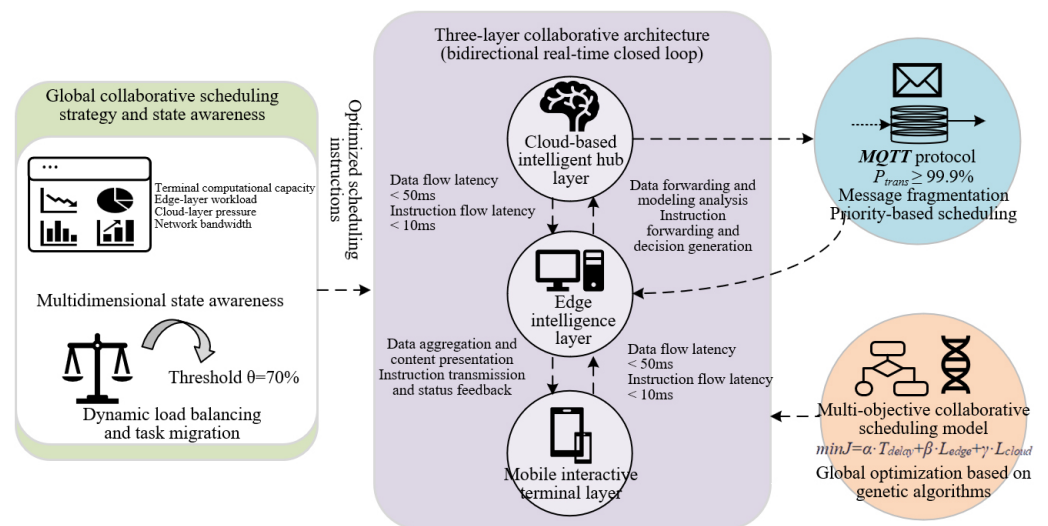 Global collaborative scheduling
strategy and state awareness
Terminal computational capacity
Edge-layer workload
Cloud-layer pressure
Network bandwidth
Multidimensional state awareness
Threshold θ=70%
Dynamic load balancing
and task migration
Optimized scheduling
instructions
Three-layer collaborative architecture
(bidirectional real-time closed loop)
Cloud-based
intelligent hub
layer
Data flow latency
< 50ms
Instruction flow latency
< 10ms
Data forwarding and
modeling analysis
Instruction
forwarding and
decision generation
Edge
intelligence
layer
Data aggregation and
content presentation
Instruction transmission
and status feedback
Data flow latency
< 50ms
Instruction flow latency
< 10ms
Mobile interactive
terminal layer
MQTT protocol
P_trans ≥ 99.9%
Message fragmentation
Priority-based scheduling
Multi-objective collaborative
scheduling model
minJ=α·T_delay+β·L_edge+γ·L_cloud
Global optimization based on
genetic algorithms